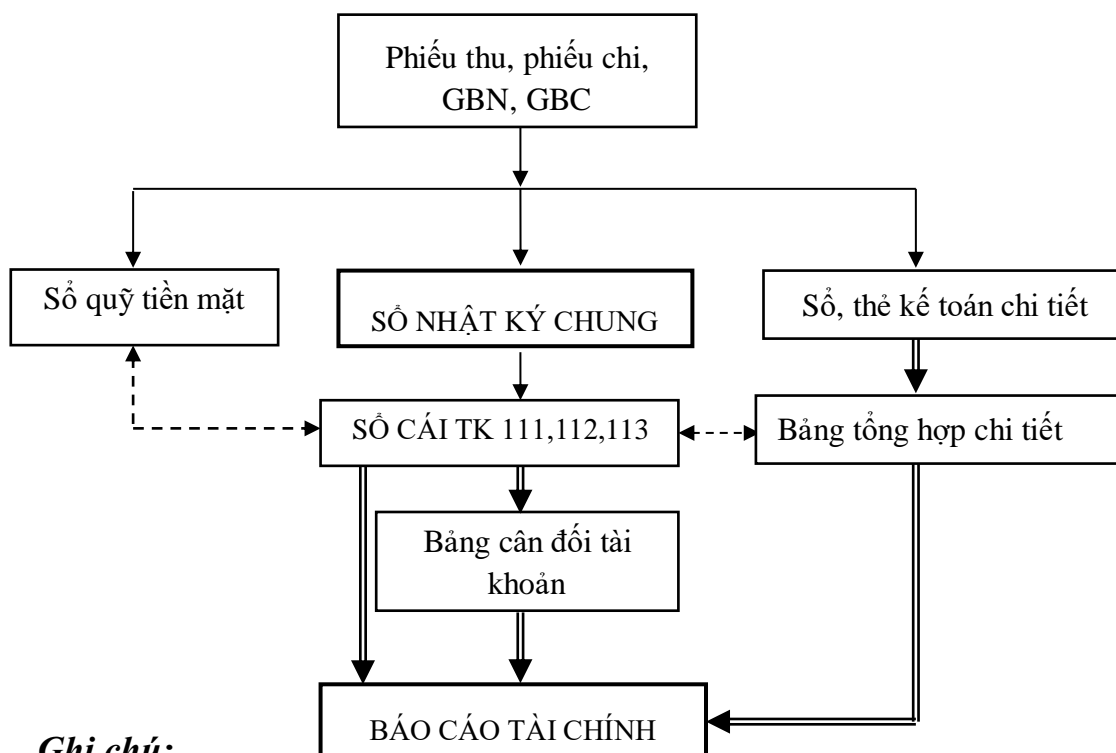 Phiếu thu, phiếu chi,
GBN, GBC
Sổ quỹ tiền mặt
SỔ NHẬT KÝ CHUNG
Sổ, thẻ kế toán chi tiết
SỔ CÁI TK 111,112,113
Bảng tổng hợp chi tiết
Bảng cân đối tài
khoản
BÁO CÁO TÀI CHÍNH
Ghi chú: